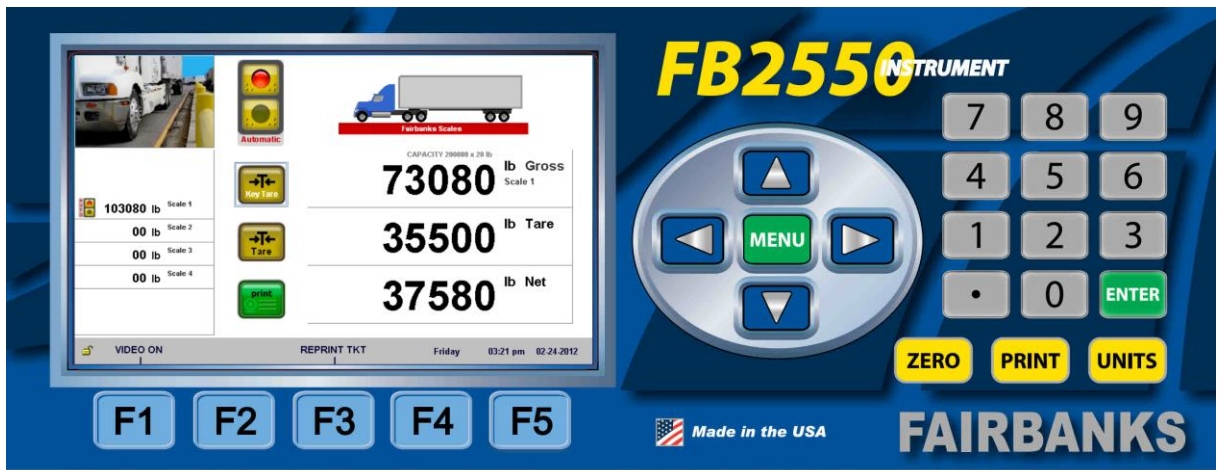 FB2550 INSTRUMENT
Automatic
Fairbanks Scales
CAPACITY 200000 x 20 lb
73080 lb Gross
Scale 1
Key Tare
103080 lb Scale 1
00 lb Scale 2
00 lb Scale 3
00 lb Scale 4
Tare
35500 lb Tare
print
37580 lb Net
VIDEO ON REPRINT TKT Friday 03:21 pm 02-24-2012
F1 F2 F3 F4 F5
MENU
7 8 9
4 5 6
1 2 3
. 0 ENTER
ZERO PRINT UNITS
Made in the USA
FAIRBANKS